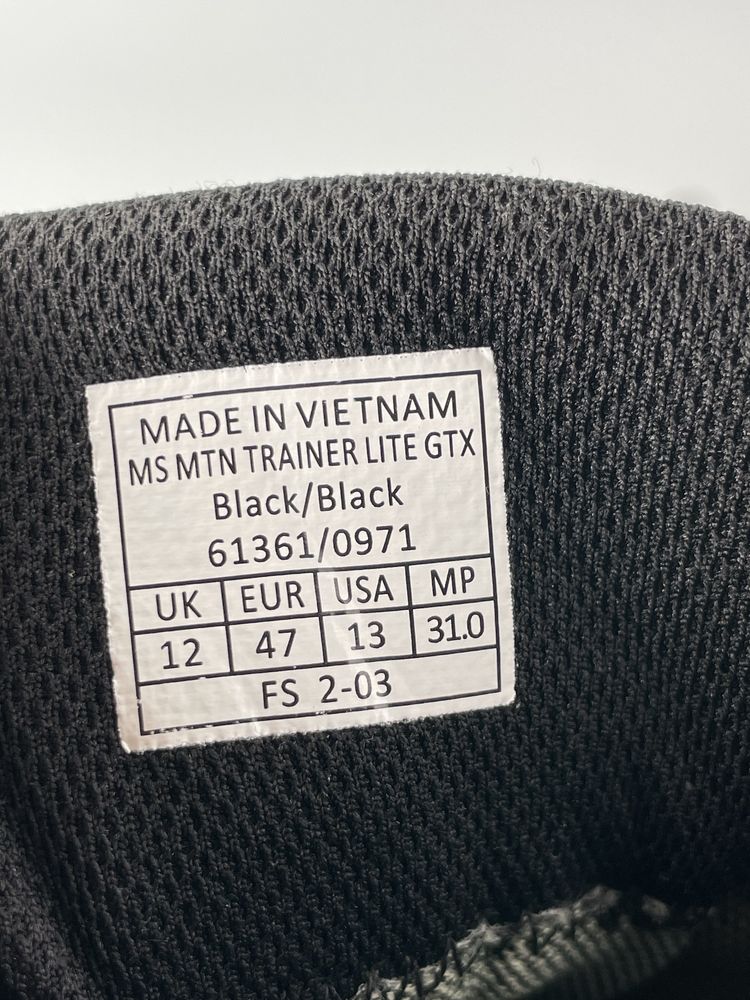 MADE IN VIETNAM
MS MTN TRAINER LITE GTX
Black/Black
61361/0971
UK EUR USA MP
12 47 13 31.0
FS 2-03